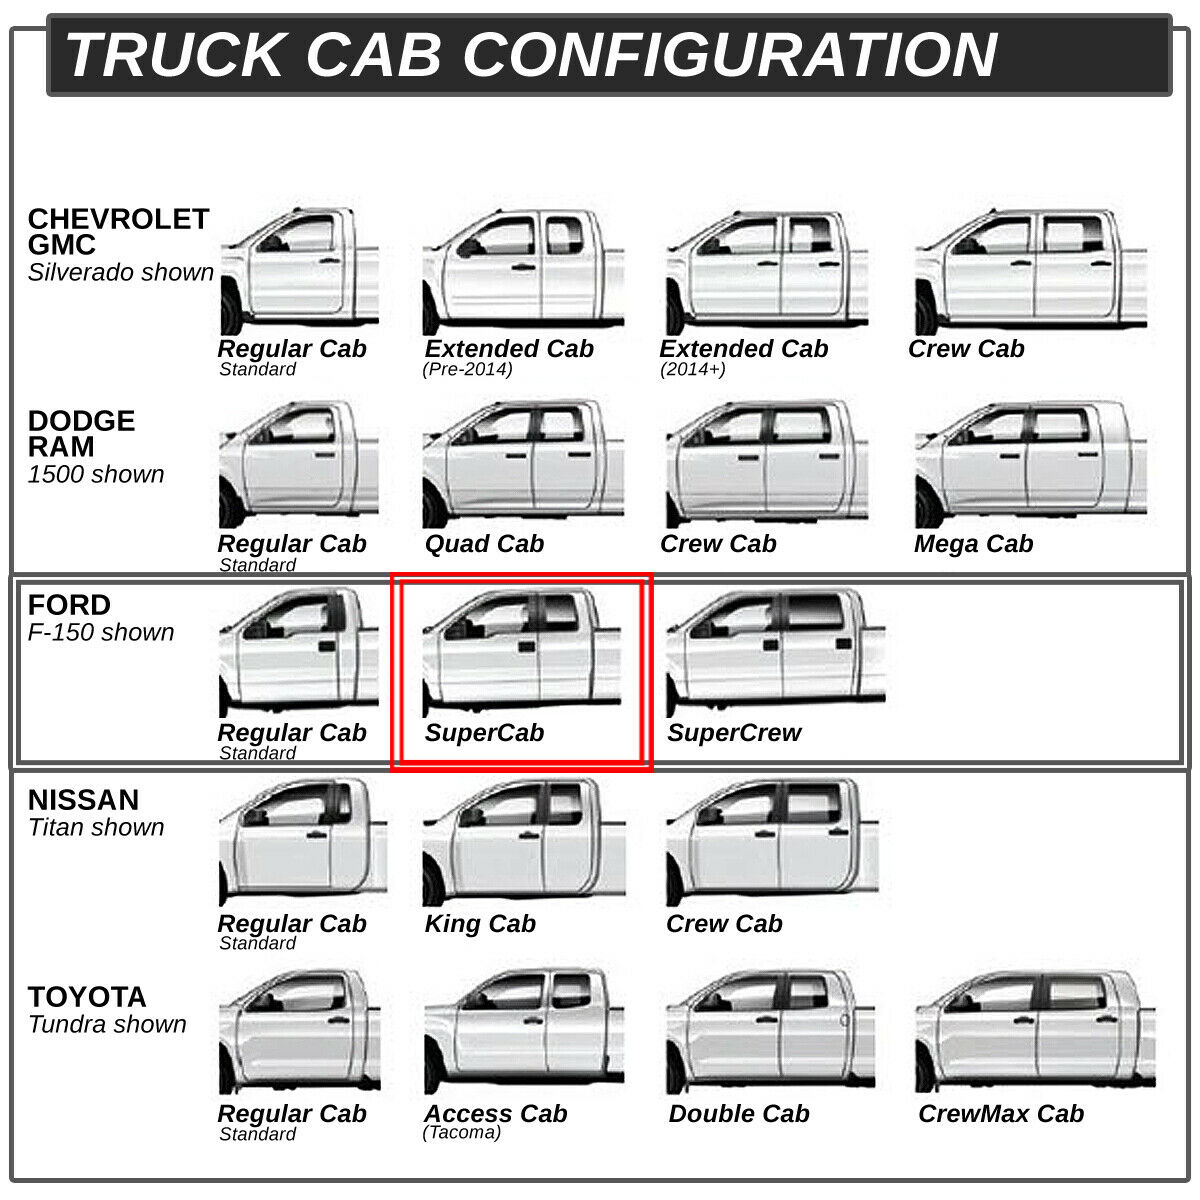 TRUCK CAB CONFIGURATION
CHEVROLET
GMC
Silverado shown
Regular Cab
Standard
Extended Cab
(Pre-2014)
Extended Cab
(2014+)
Crew Cab
DODGE
RAM
1500 shown
Regular Cab
Standard
Quad Cab
Crew Cab
Mega Cab
FORD
F-150 shown
Regular Cab
Standard
SuperCab
SuperCrew
NISSAN
Titan shown
Regular Cab
Standard
King Cab
Crew Cab
TOYOTA
Tundra shown
Regular Cab
Standard
Access Cab
(Tacoma)
Double Cab
CrewMax Cab